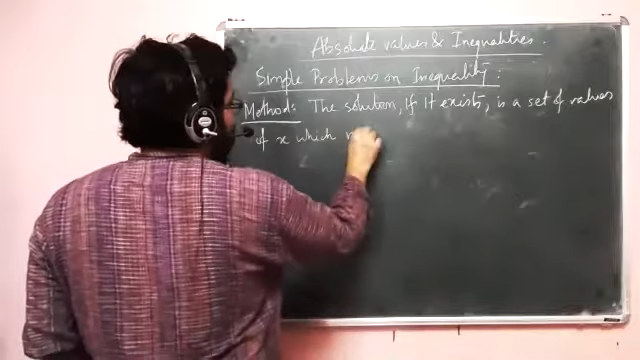 Absolute values & Inequalities.
Simple Problems on Inequality:
Method: The solution, if it exists, is a set of values
of x which